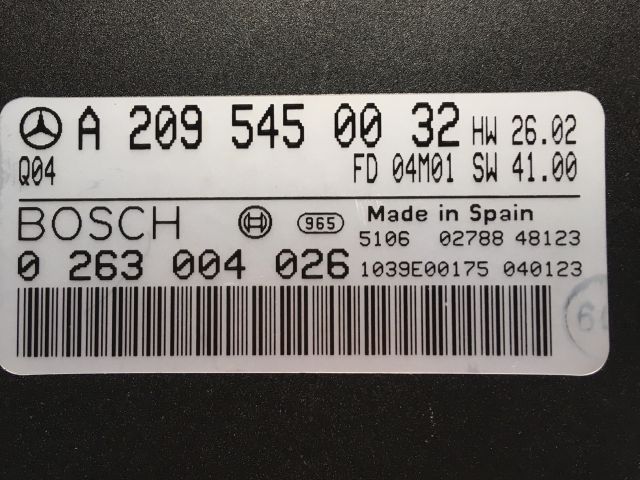 A 209 545 00 32 HW 26.02
Q04 FD 04M01 SW 41.00
BOSCH 965 Made in Spain
5106 02788 48123
0 263 004 026 1039E00175 040123